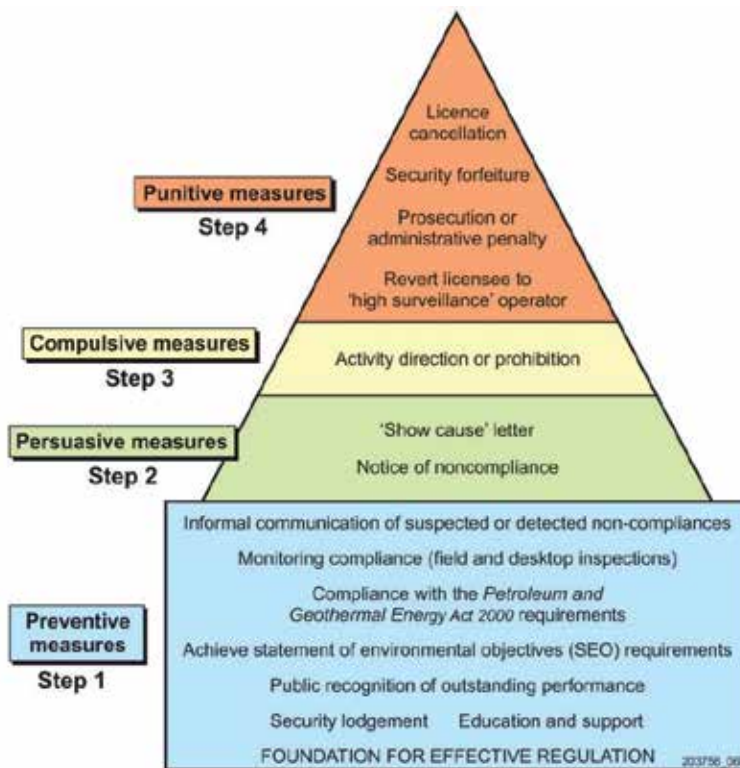 Licence
cancellation
Security forfeiture
Punitive measures
Step 4
Prosecution or
administrative penalty
Revert licensee to
'high surveillance' operator
Compulsive measures
Step 3
Activity direction or prohibition
Persuasive measures
Step 2
'Show cause' letter
Notice of noncompliance
Preventive
measures
Step 1
Informal communication of suspected or detected non-compliances
Monitoring compliance (field and desktop inspections)
Compliance with the Petroleum and
Geothermal Energy Act 2000 requirements
Achieve statement of environmental objectives (SEO) requirements
Public recognition of outstanding performance
Security lodgement Education and support
FOUNDATION FOR EFFECTIVE REGULATION